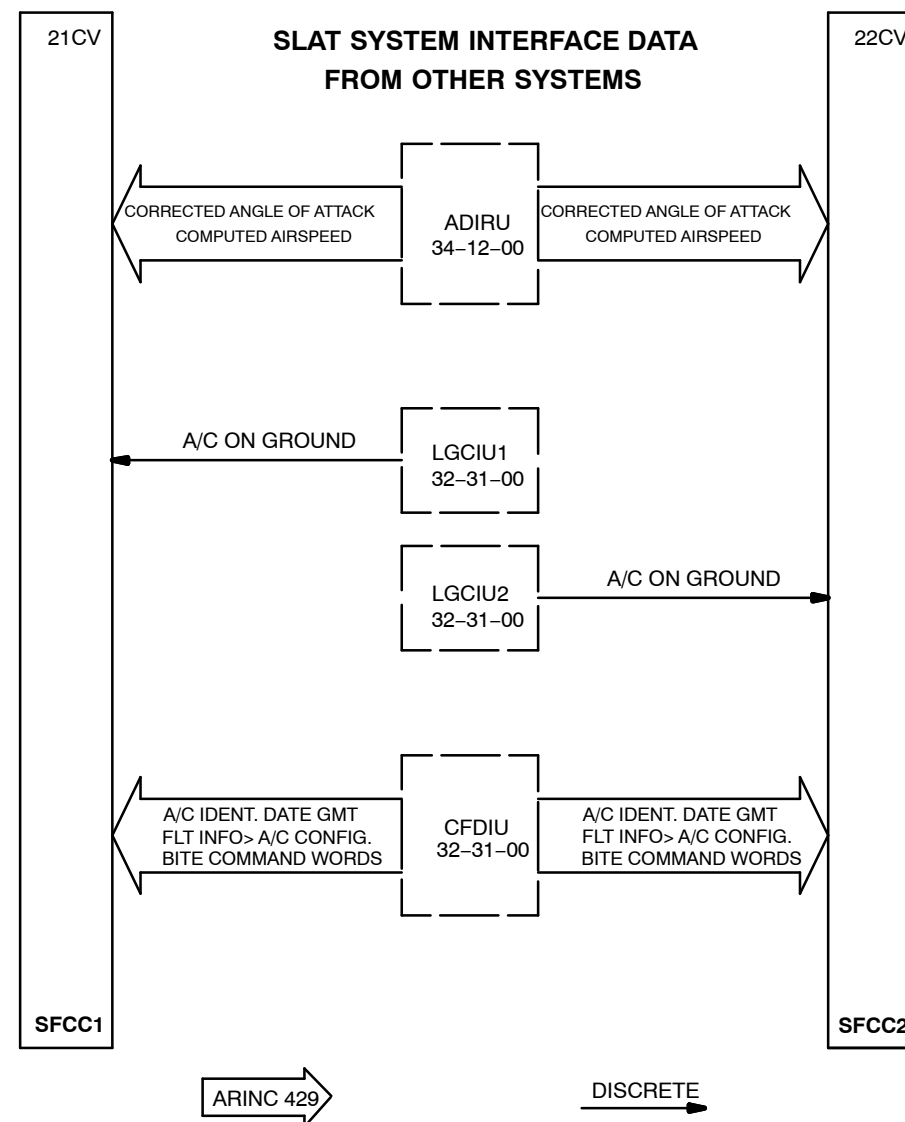 21CV
SLAT SYSTEM INTERFACE DATA
FROM OTHER SYSTEMS
22CV
CORRECTED ANGLE OF ATTACK
COMPUTED AIRSPEED
ADIRU
34–12–00
CORRECTED ANGLE OF ATTACK
COMPUTED AIRSPEED
A/C ON GROUND
LGCIU1
32–31–00
LGCIU2
32–31–00
A/C ON GROUND
A/C IDENT. DATE GMT
FLT INFO> A/C CONFIG.
BITE COMMAND WORDS
CFDIU
32–31–00
A/C IDENT. DATE GMT
FLT INFO> A/C CONFIG.
BITE COMMAND WORDS
SFCC1
SFCC2
ARINC 429
DISCRETE